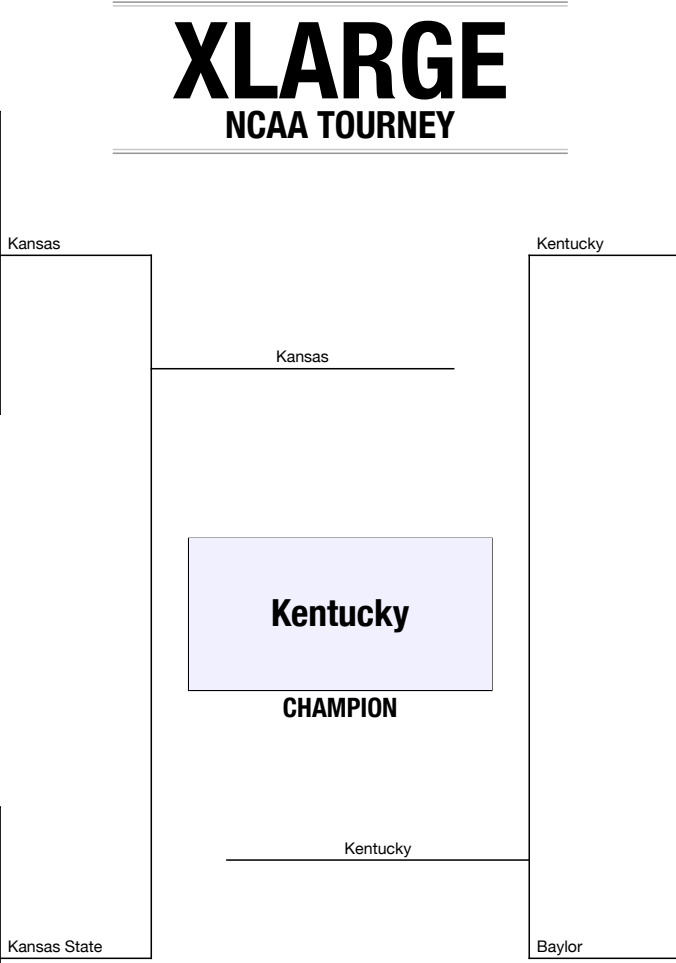 XLARGE
NCAA TOURNEY
Kansas
Kentucky
Kansas
Kentucky
CHAMPION
Kentucky
Kansas State
Baylor